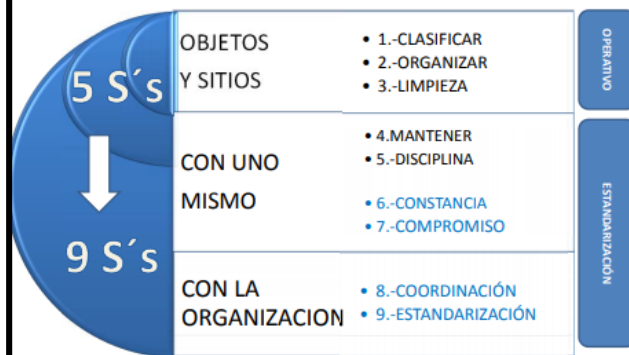 5 S´s
9 S´s
OBJETOS
Y SITIOS
• 1.-CLASIFICAR
• 2.-ORGANIZAR
• 3.-LIMPIEZA
OPERATIVO
CON UNO
MISMO
• 4.MANTENER
• 5.-DISCIPLINA
• 6.-CONSTANCIA
• 7.-COMPROMISO
CON LA
ORGANIZACION
• 8.-COORDINACIÓN
• 9.-ESTANDARIZACIÓN
ESTANDARIZACIÓN